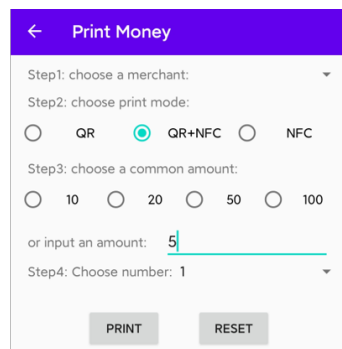 Print Money
Step1: choose a merchant:
Step2: choose print mode:
QR QR+NFC NFC
Step3: choose a common amount:
10 20 50 100
or input an amount: 5
Step4: Choose number: 1
PRINT RESET